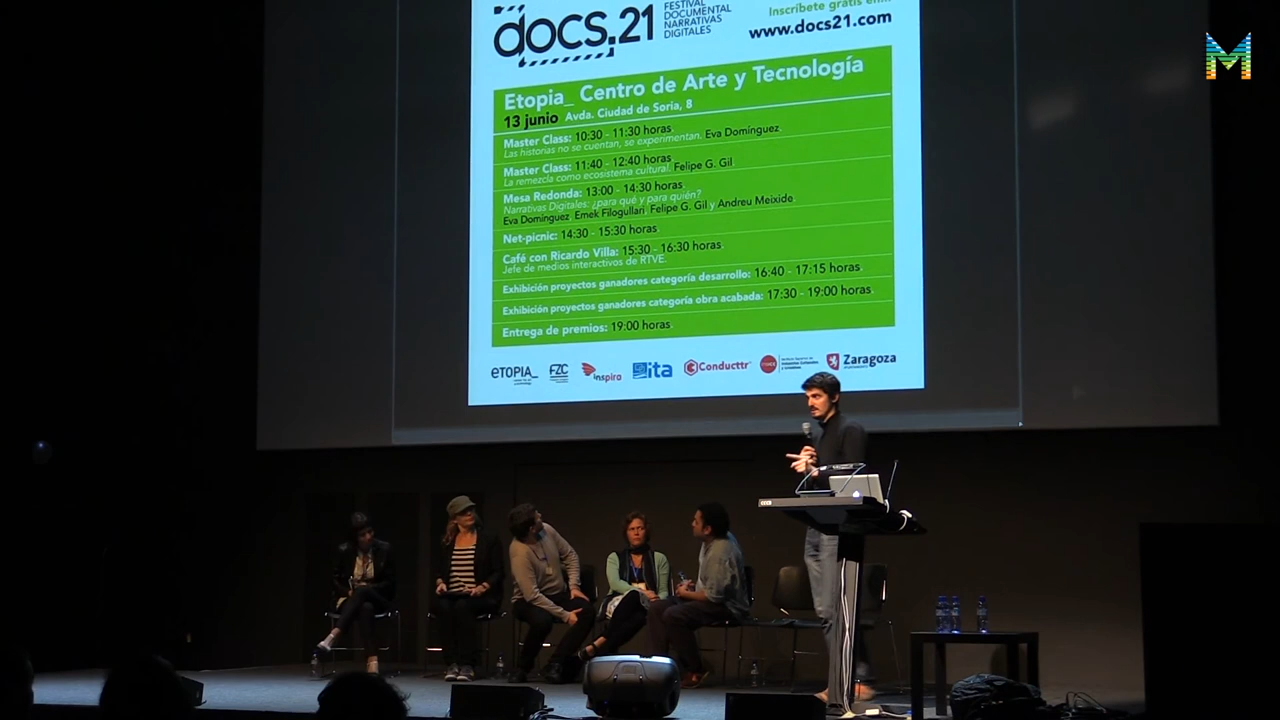 docs.21
FESTIVAL
DOCUMENTAL
NARRATIVAS
DIGITALES
Inscríbete gratis en...
www.docs21.com
M
Etopia_ Centro de Arte y Tecnología
13 junio Avda. Ciudad de Soria, 8
Master Class: 10:30 - 11:30 horas.
Las historias no se cuentan, se experimentan. Eva Domínguez.
Master Class: 11:40 - 12:40 horas.
La remezcla como ecosistema cultural. Felipe G. Gil
Mesa Redonda: 13:00 - 14:30 horas.
Narrativas Digitales: ¿para qué y para quién?
Eva Domínguez, Emek Filogullari, Felipe G. Gil y Andreu Meixide.
Net-picnic: 14:30 - 15:30 horas.
Café con Ricardo Villa: 15:30 - 16:30 horas.
Jefe de medios interactivos de RTVE.
Exhibición proyectos ganadores categoría desarrollo: 16:40 - 17:15 horas.
Exhibición proyectos ganadores categoría obra acabada: 17:30 - 19:00 horas.
Entrega de premios: 19:00 horas.
eTOPIA_
FZC
inspira
ita
Conducttr
Zaragoza